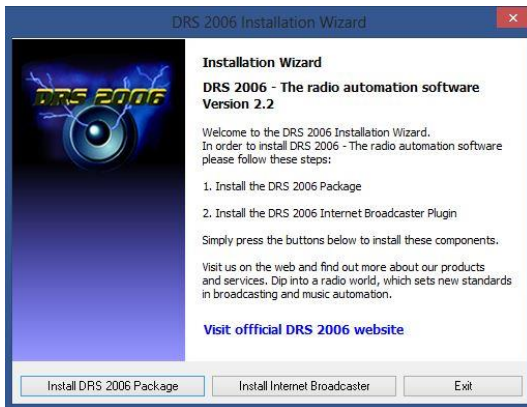 DRS 2006 Installation Wizard
DRS 2006
Installation Wizard
DRS 2006 - The radio automation software
Version 2.2
Welcome to the DRS 2006 Installation Wizard.
In order to install DRS 2006 - The radio automation software
please follow these steps:
1. Install the DRS 2006 Package
2. Install the DRS 2006 Internet Broadcaster Plugin
Simply press the buttons below to install these components.
Visit us on the web and find out more about our products
and services. Dip into a radio world, which sets new standards
in broadcasting and music automation.
Visit offficial DRS 2006 website
Install DRS 2006 Package
Install Internet Broadcaster
Exit